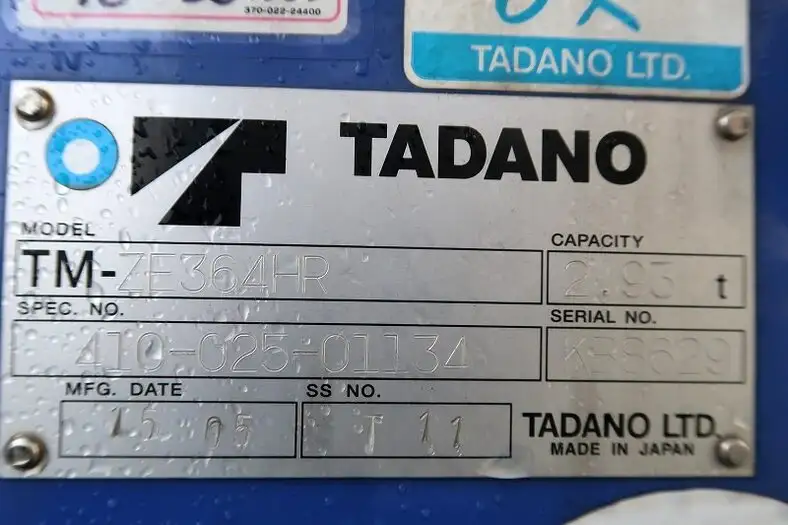 370-022-24400
TADANO LTD.
TADANO
MODEL
TM-ZE364HR
CAPACITY
2.93 t
SPEC. NO.
410-025-01134
SERIAL NO.
MFG. DATE
15 05
SS NO.
T 11
TADANO LTD.
MADE IN JAPAN